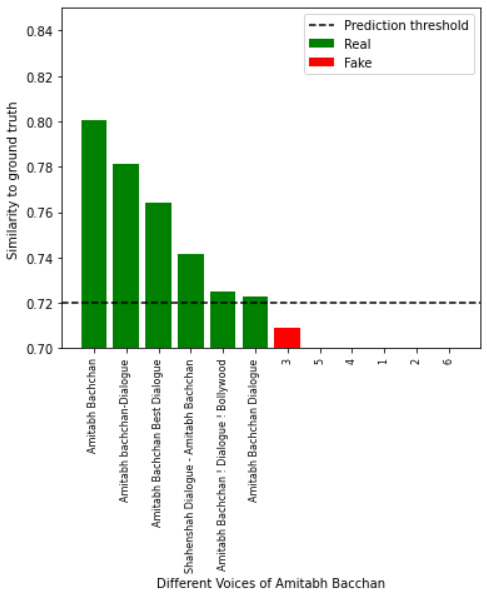 Prediction threshold
Real
Fake
Similarity to ground truth
0.84
0.82
0.80
0.78
0.76
0.74
0.72
0.70
Amitabh Bachchan
Amitabh bachchan-Dialogue
Amitabh Bachchan Best Dialogue
Shahenshah Dialogue - Amitabh Bachchan
Amitabh Bachchan ! Dialogue ! Bollywood
Amitabh Bachchan Dialogue
3
5
4
1
2
6
Different Voices of Amitabh Bacchan